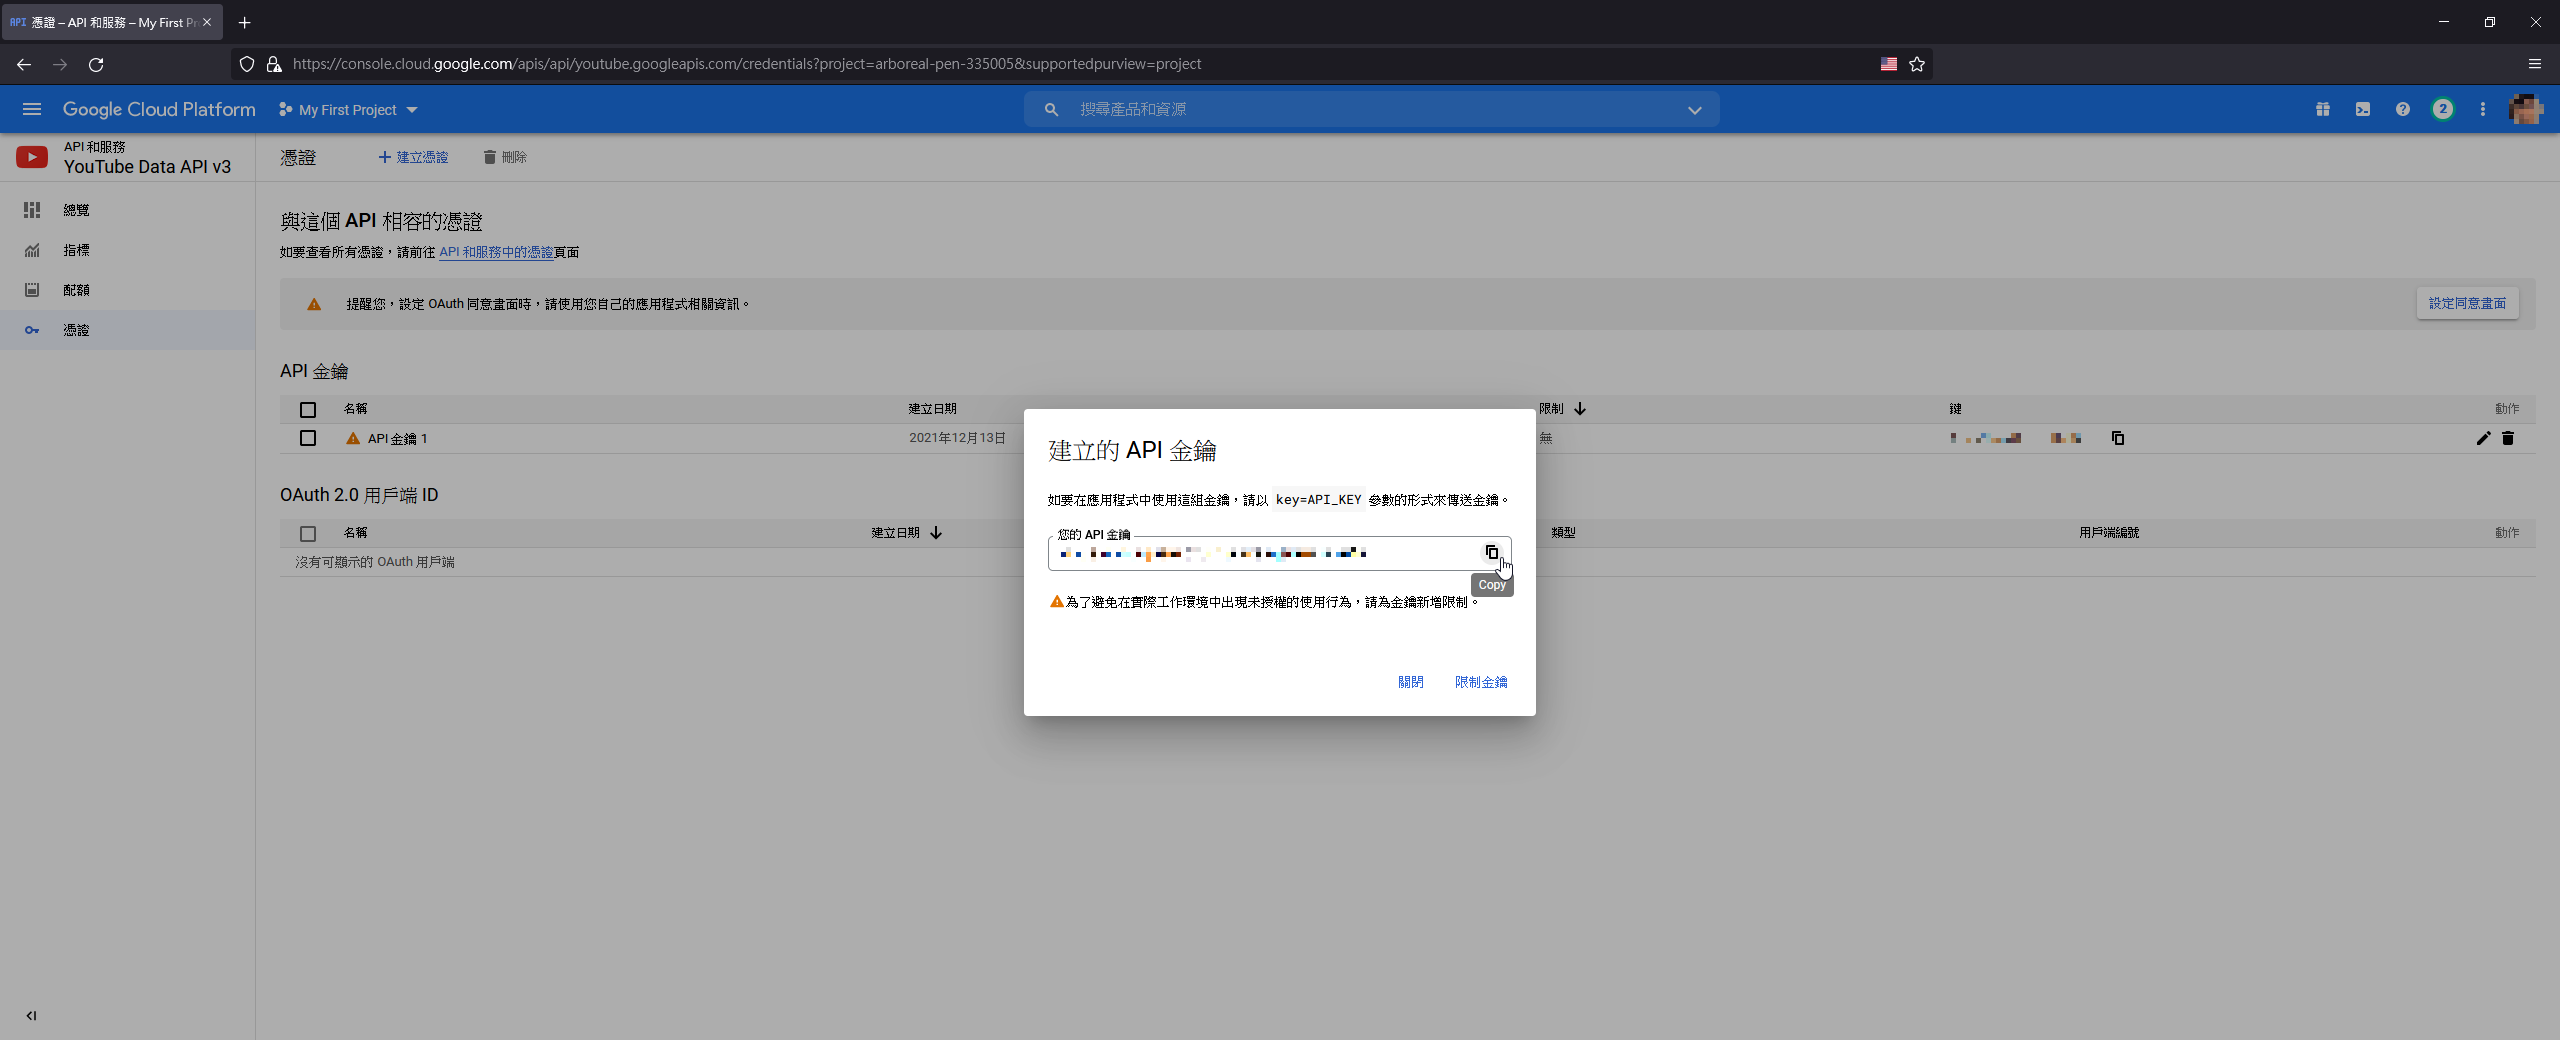 API 憑證 – API 和服務 – My First Pr
https://console.cloud.google.com/apis/api/youtube.googleapis.com/credentials?project=arboreal-pen-335005&supportedpurview=project
Google Cloud Platform My First Project 搜尋產品和資源 2
API 和服務
YouTube Data API v3
憑證 建立憑證 刪除
總覽
指標
配額
憑證
與這個 API 相容的憑證
如要查看所有憑證，請前往 API 和服務中的憑證頁面
提醒您，設定 OAuth 同意畫面時，請使用您自己的應用程式相關資訊。 設定同意畫面
API 金鑰
名稱 建立日期 限制 鍵 動作
API 金鑰 1 2021年12月13日 無
OAuth 2.0 用戶端 ID
名稱 建立日期 類型 用戶端編號 動作
沒有可顯示的 OAuth 用戶端
建立的 API 金鑰
如要在應用程式中使用這組金鑰，請以 key=API_KEY 參數的形式來傳送金鑰。
您的 API 金鑰
Copy
為了避免在實際工作環境中出現未授權的使用行為，請為金鑰新增限制。
關閉 限制金鑰